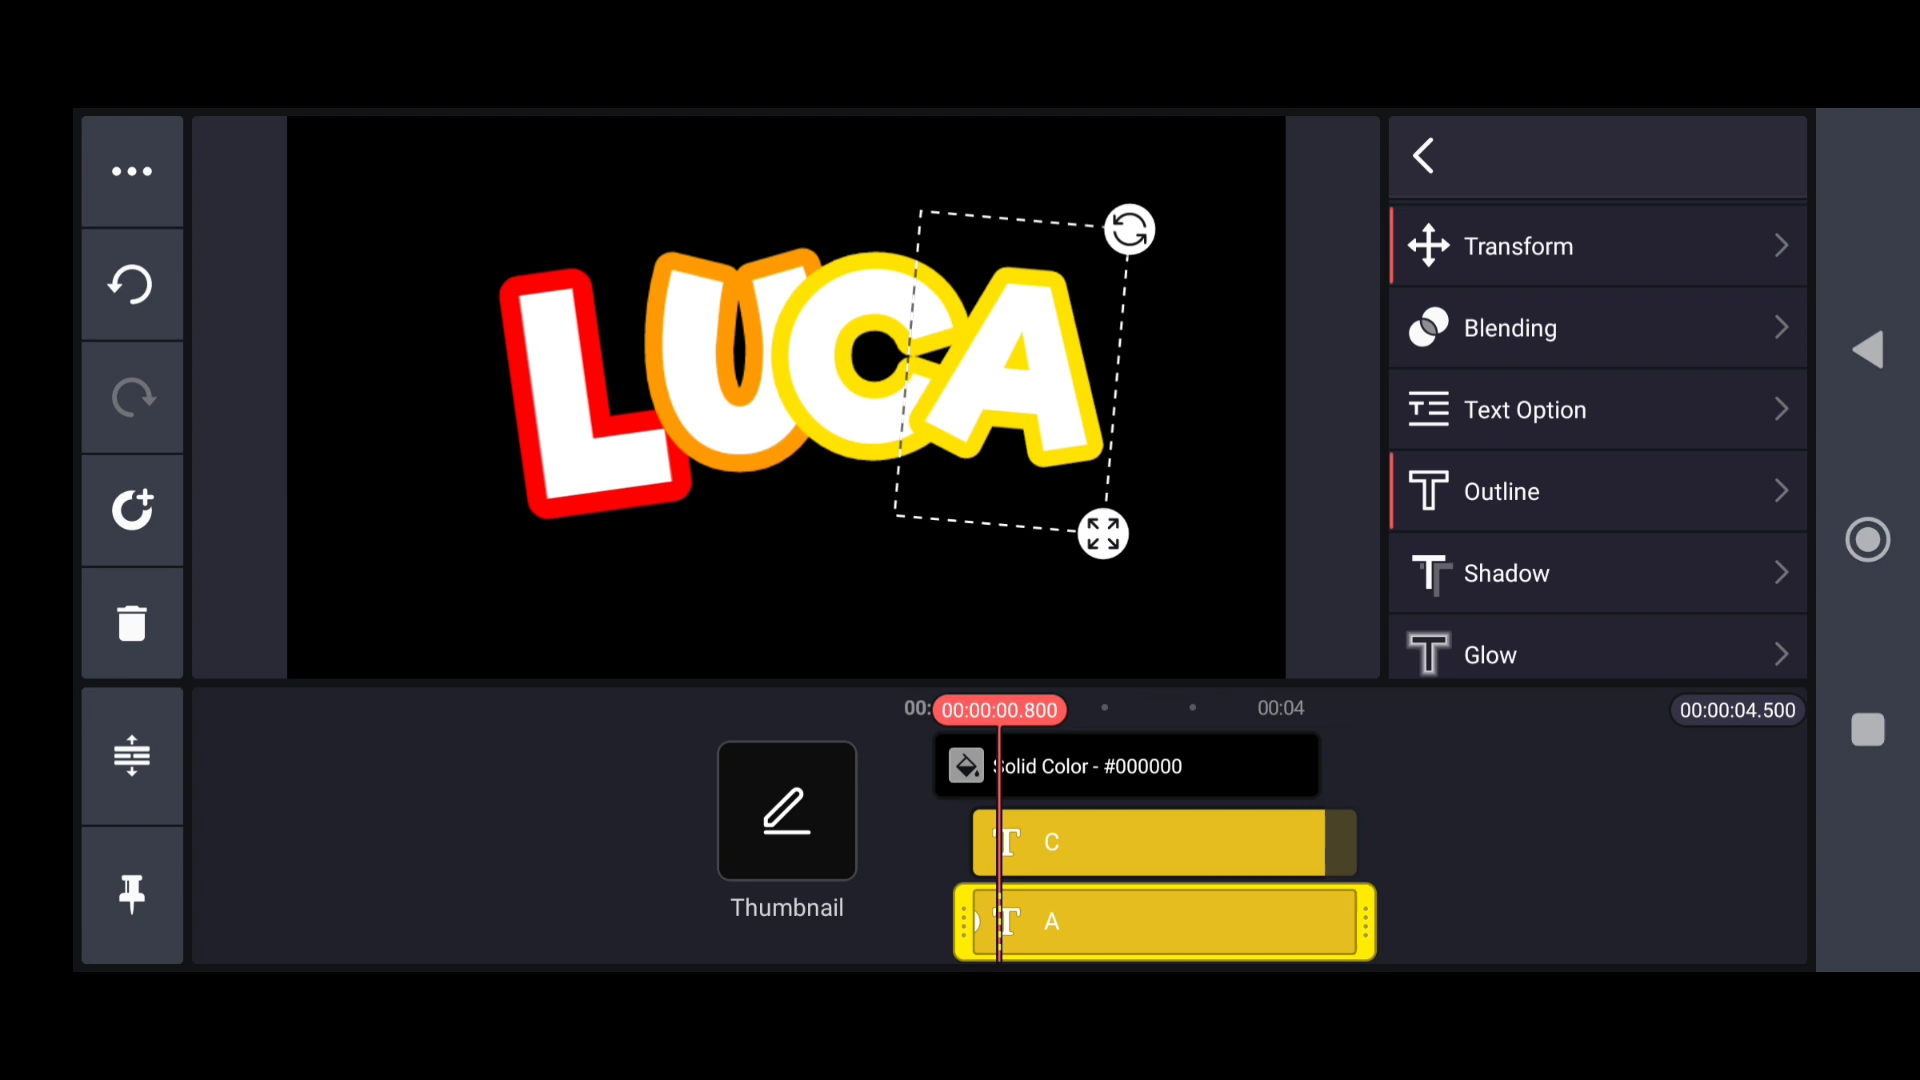 LUCA
Transform
Blending
Text Option
Outline
Shadow
Glow
00:
00:00:00.800
00:04
00:00:04.500
Solid Color - #000000
C
A
Thumbnail